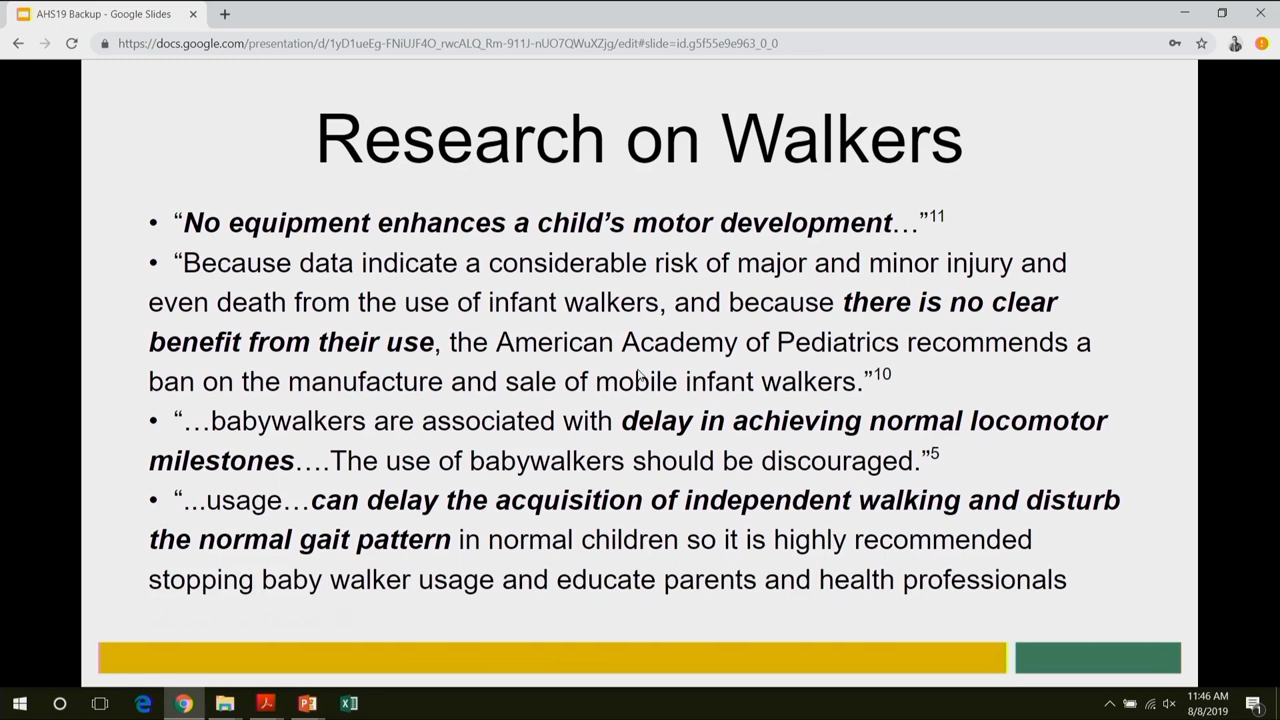 AHS19 Backup - Google Slides
https://docs.google.com/presentation/d/1yD1ueEg-FNiUJF4O_rwcALQ_Rm-911J-nUO7QWuXZjg/edit#slide=id.g5f55e9e963_0_0
Research on Walkers
• “No equipment enhances a child’s motor development…”11
• “Because data indicate a considerable risk of major and minor injury and
even death from the use of infant walkers, and because there is no clear
benefit from their use, the American Academy of Pediatrics recommends a
ban on the manufacture and sale of mobile infant walkers.”10
• “…babywalkers are associated with delay in achieving normal locomotor
milestones….The use of babywalkers should be discouraged.”5
• “...usage…can delay the acquisition of independent walking and disturb
the normal gait pattern in normal children so it is highly recommended
stopping baby walker usage and educate parents and health professionals
11:46 AM
8/8/2019
1